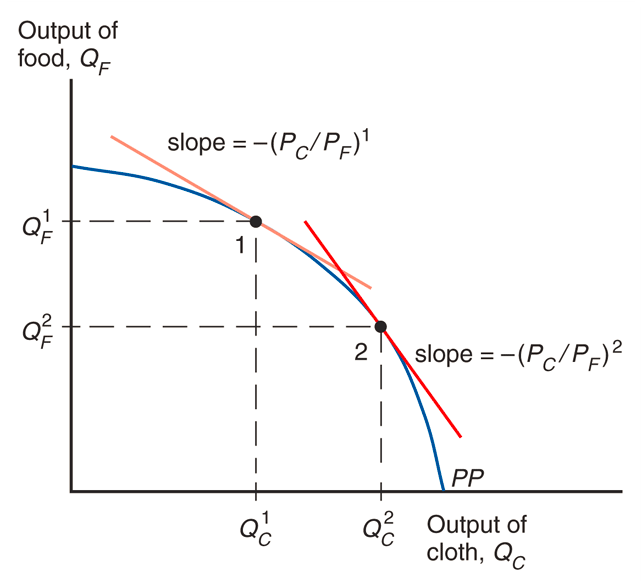 Output of
food, Q_F
slope = −(P_C/P_F)^1
Q_F^1
1
Q_F^2
2
slope = −(P_C/P_F)^2
PP
Q_C^1
Q_C^2
Output of
cloth, Q_C